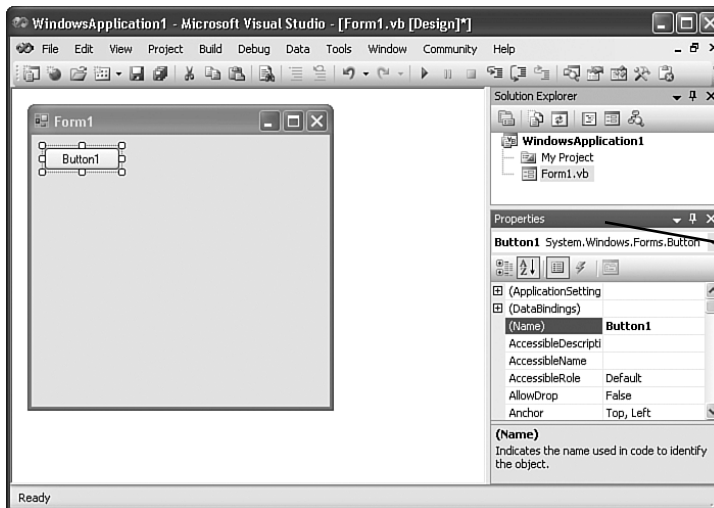 WindowsApplication1 - Microsoft Visual Studio - [Form1.vb [Design]*]
File Edit View Project Build Debug Data Tools Window Community Help
Form1
Button1
Solution Explorer
WindowsApplication1
My Project
Form1.vb
Properties
Button1 System.Windows.Forms.Button
(ApplicationSetting
(DataBindings)
(Name) Button1
AccessibleDescripti
AccessibleName
AccessibleRole Default
AllowDrop False
Anchor Top, Left
(Name)
Indicates the name used in code to identify
the object.
Ready